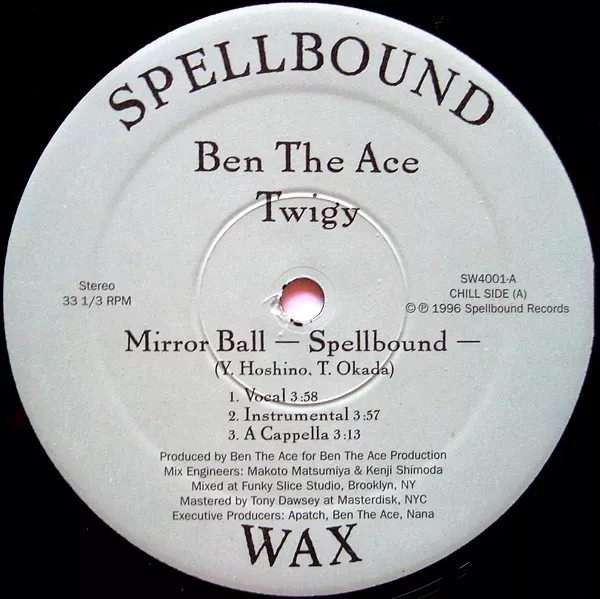 SPELLBOUND
Ben The Ace
Twigy
Stereo
33 1/3 RPM
SW4001-A
CHILL SIDE (A)
© ℗ 1996 Spellbound Records
Mirror Ball — Spellbound —
(Y. Hoshino, T. Okada)
1. Vocal 3:58
2. Instrumental 3:57
3. A Cappella 3:13
Produced by Ben The Ace for Ben The Ace Production
Mix Engineers: Makoto Matsumiya & Kenji Shimoda
Mixed at Funky Slice Studio, Brooklyn, NY
Mastered by Tony Dawsey at Masterdisk, NYC
Executive Producers: Apatch, Ben The Ace, Nana
WAX